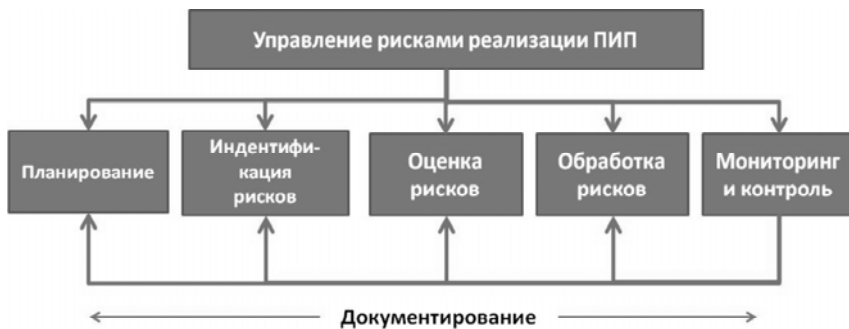 Управление рисками реализации ПИП
Планирование
Индентифи-
кация
рисков
Оценка
рисков
Обработка
рисков
Мониторинг
и контроль
Документирование